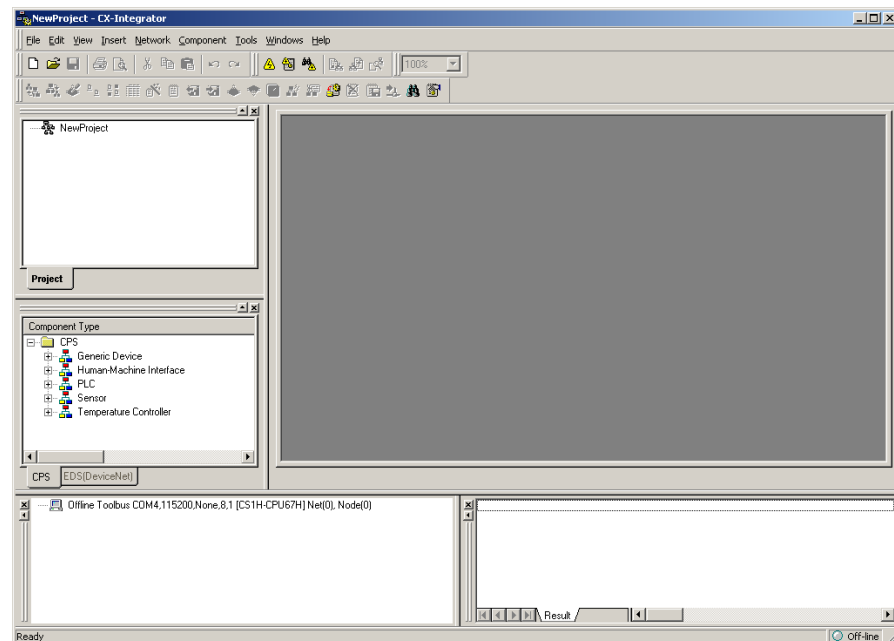 NewProject - CX-Integrator
File Edit View Insert Network Component Tools Windows Help
100%
NewProject
Project
Component Type
CPS
Generic Device
Human-Machine Interface
PLC
Sensor
Temperature Controller
CPS EDS(DeviceNet)
Offline Toolbus COM4,115200,None,8,1 [CS1H-CPU67H] Net(0), Node(0)
Result
Ready Off-line